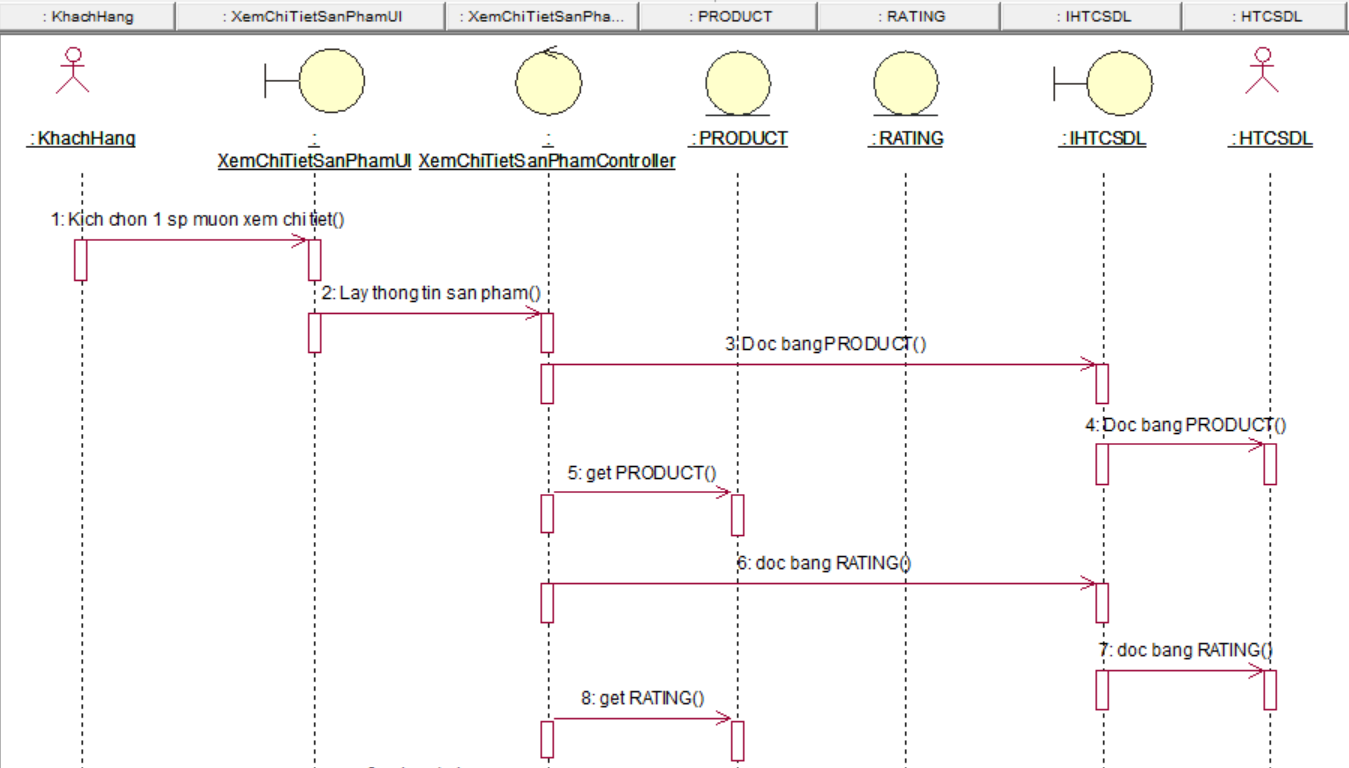 : KhachHang
: XemChiTietSanPhamUI
: XemChiTietSanPha...
: PRODUCT
: RATING
: IHTCSDL
: HTCSDL
: KhachHang
:
XemChiTietSanPhamUI
:
XemChiTietSanPhamController
: PRODUCT
: RATING
: IHTCSDL
: HTCSDL
1: Kich chon 1 sp muon xem chi tiet()
2: Lay thong tin san pham()
3: Doc bang PRODUCT()
4: Doc bang PRODUCT()
5: get PRODUCT()
6: doc bang RATING()
7: doc bang RATING()
8: get RATING()